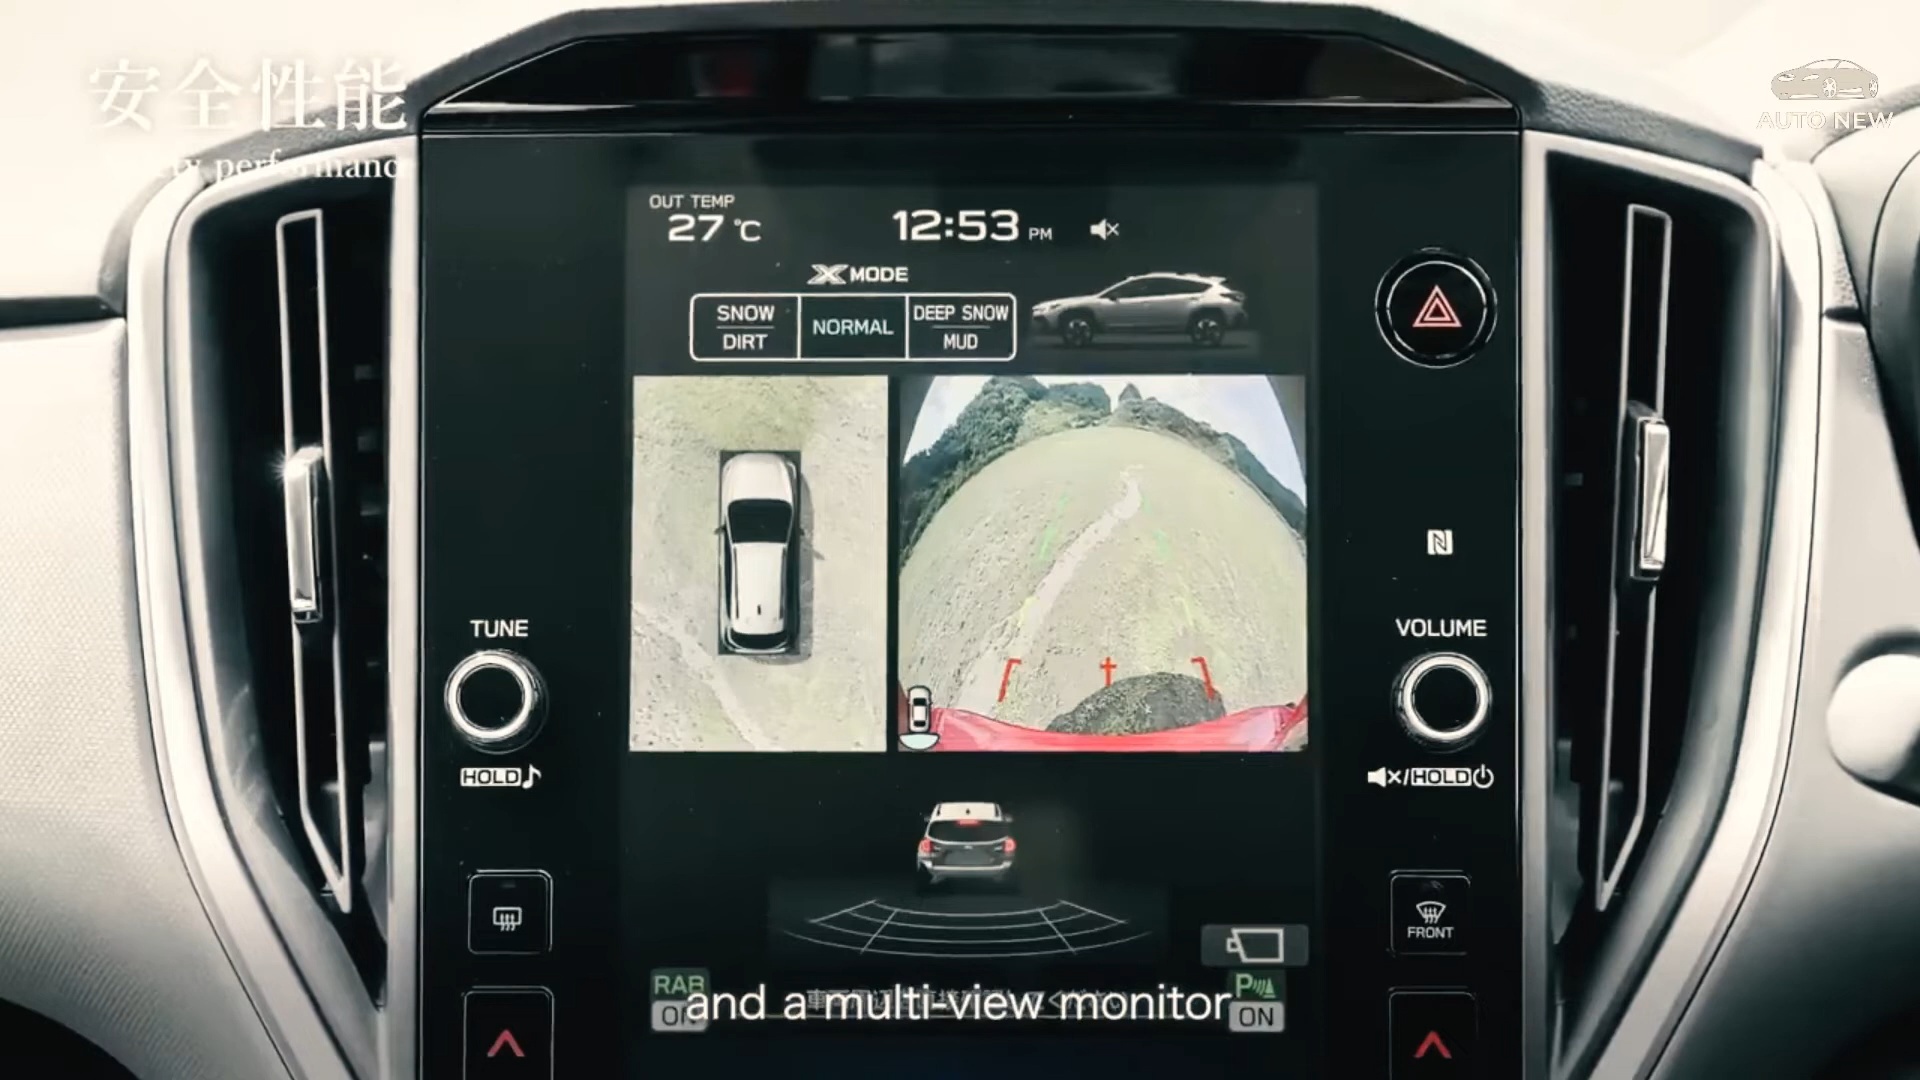 安全性能
performanc
AUTO NEW
OUT TEMP
27 °C
12:53 PM
X MODE
SNOW
DIRT
NORMAL
DEEP SNOW
MUD
TUNE
HOLD
VOLUME
HOLD
FRONT
RAB
ON
P
ON
and a multi-view monitor